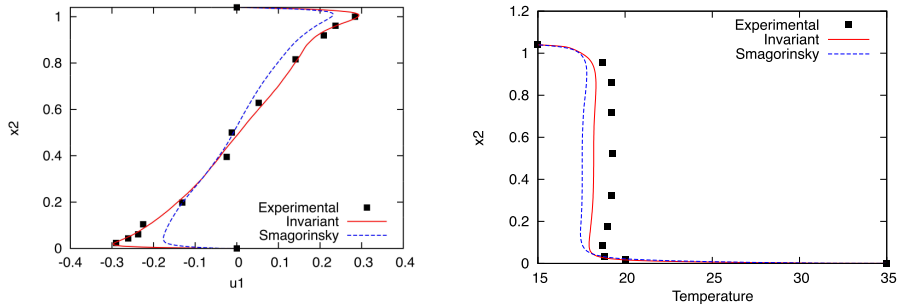 1
0.8
0.6
0.4
0.2
0
x2
-0.4 -0.3 -0.2 -0.1 0 0.1 0.2 0.3 0.4
u1
Experimental
Invariant
Smagorinsky
1.2
1
0.8
0.6
0.4
0.2
0
x2
15 20 25 30 35
Temperature
Experimental
Invariant
Smagorinsky